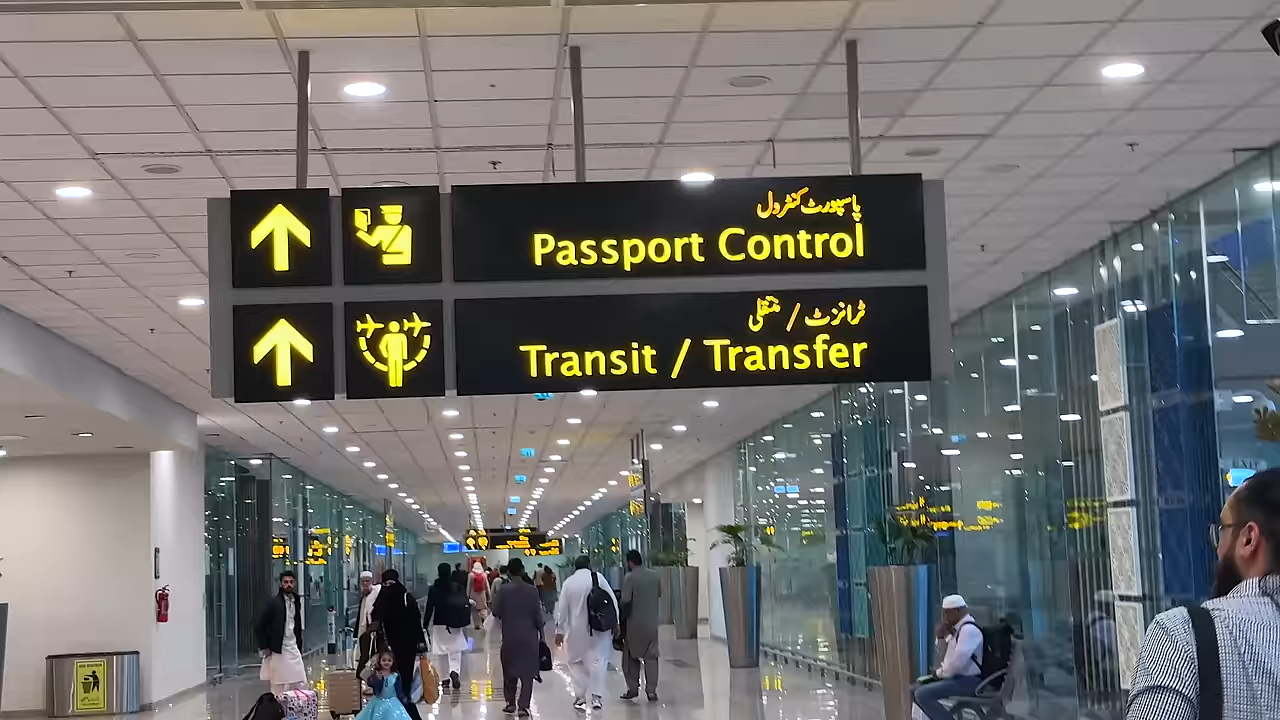 پاسپورٹ کنٹرول
Passport Control
ٹرانزٹ / منتقلی
Transit / Transfer